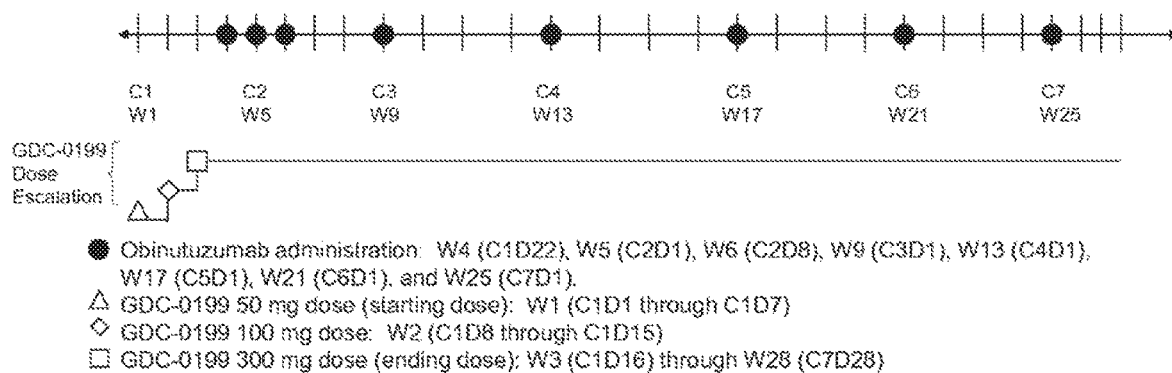 C1 C2 C3 C4 C5 C6 C7
W1 W5 W9 W13 W17 W21 W25
GDC-0199
Dose
Escalation
Obinutuzumab administration: W4 (C1D22), W5 (C2D1), W6 (C2D8), W9 (C3D1), W13 (C4D1),
W17 (C5D1), W21 (C6D1), and W25 (C7D1).
GDC-0199 50 mg dose (starting dose): W1 (C1D1 through C1D7)
GDC-0199 100 mg dose: W2 (C1D8 through C1D15)
GDC-0199 300 mg dose (ending dose): W3 (C1D16) through W28 (C7D28)